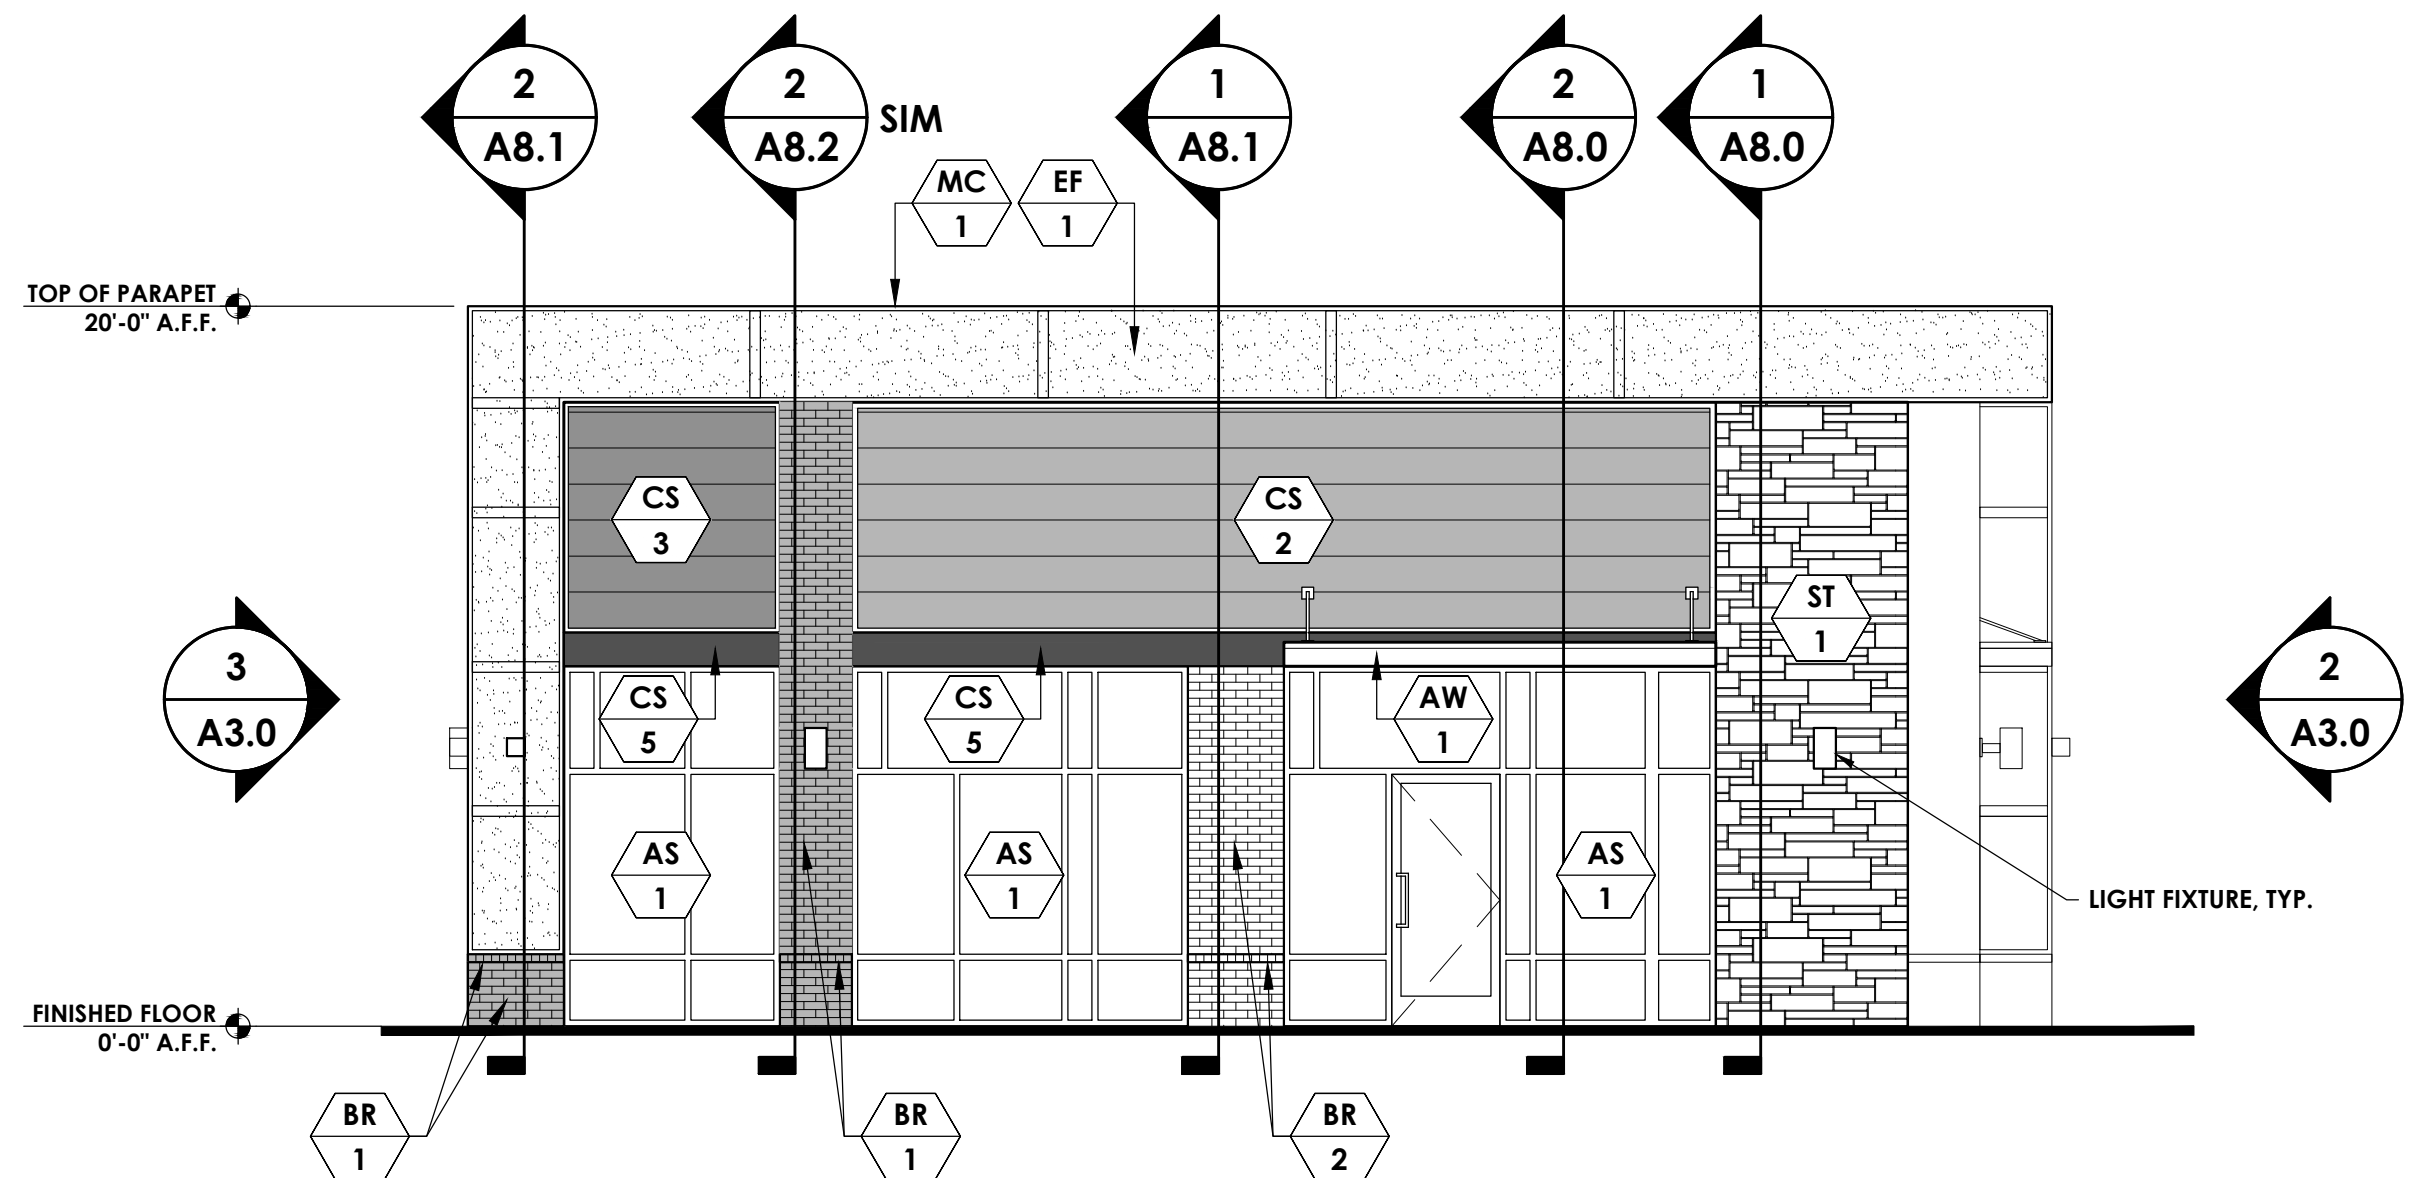 2
A8.1
2
A8.2
SIM
1
A8.1
2
A8.0
1
A8.0
MC
1
EF
1
TOP OF PARAPET
20'-0" A.F.F.
CS
3
CS
2
ST
1
3
A3.0
CS
5
CS
5
AW
1
2
A3.0
AS
1
AS
1
AS
1
LIGHT FIXTURE, TYP.
FINISHED FLOOR
0'-0" A.F.F.
BR
1
BR
1
BR
2